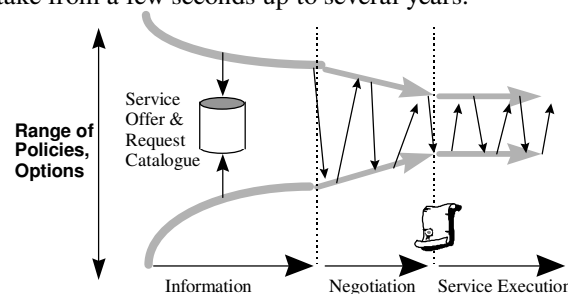 take from a few seconds up to several years.
Service
Offer &
Request
Catalogue
Range of
Policies,
Options
Information
Negotiation
Service Execution